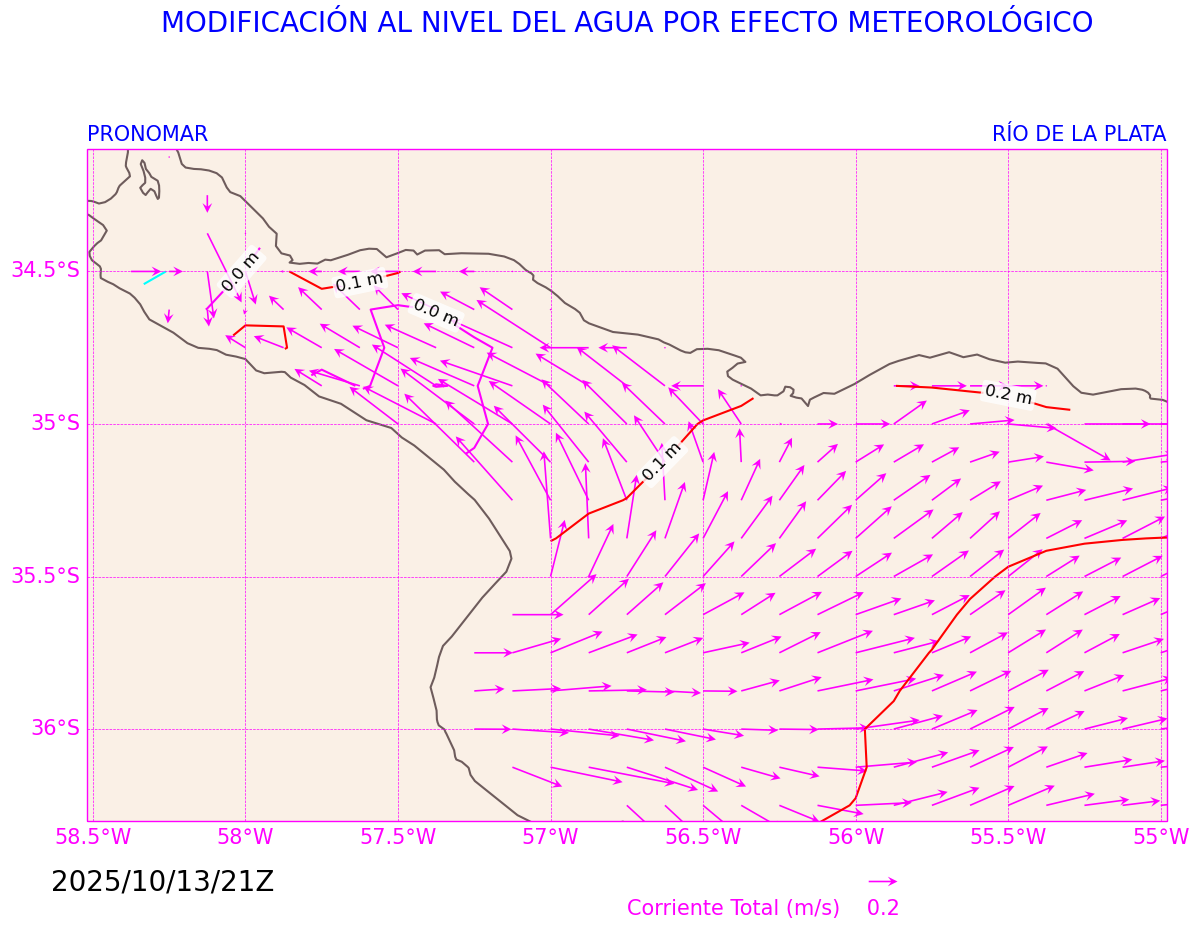 MODIFICACIÓN AL NIVEL DEL AGUA POR EFECTO METEOROLÓGICO
PRONOMAR
RÍO DE LA PLATA
0.0 m
34.5°S
0.1 m
0.0 m
0.2 m
35°S
0.1 m
35.5°S
36°S
58.5°W 58°W 57.5°W 57°W 56.5°W 56°W 55.5°W 55°W
2025/10/13/21Z
Corriente Total (m/s) 0.2